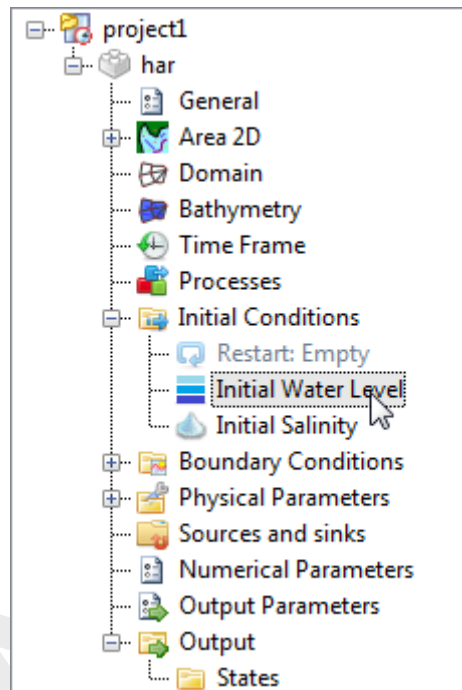 project1
har
General
Area 2D
Domain
Bathymetry
Time Frame
Processes
Initial Conditions
Restart: Empty
Initial Water Level
Initial Salinity
Boundary Conditions
Physical Parameters
Sources and sinks
Numerical Parameters
Output Parameters
Output
States